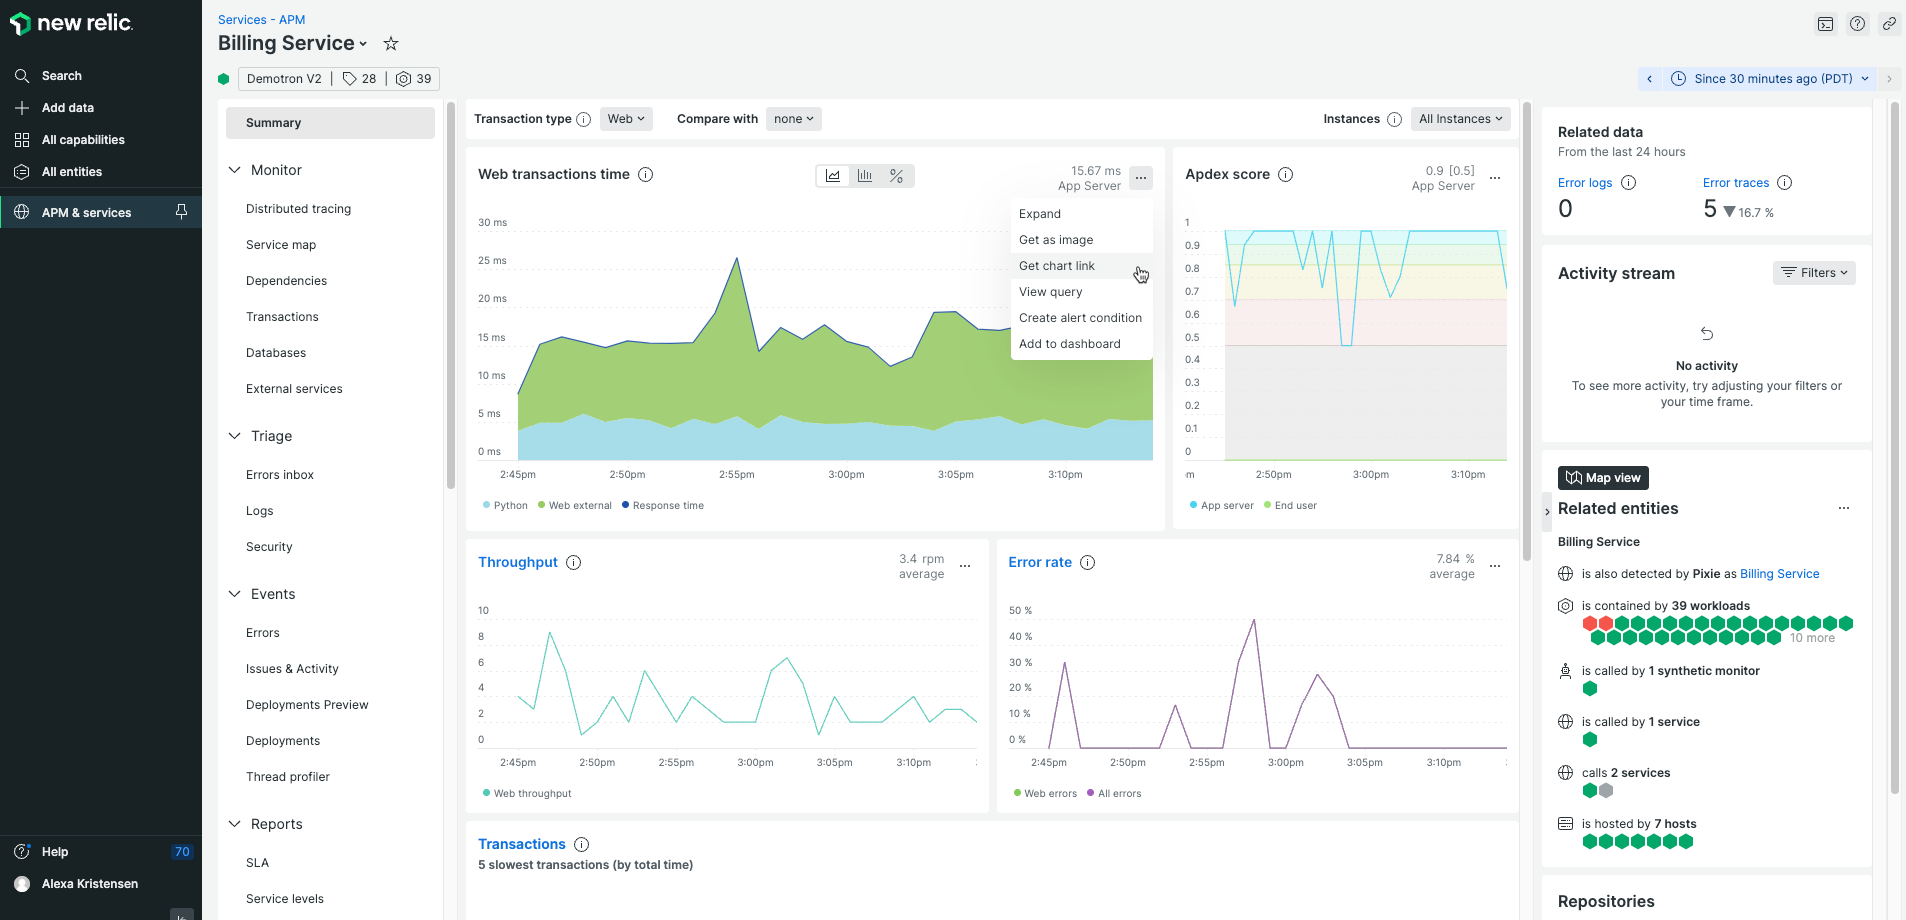 new relic.
Search
Add data
All capabilities
All entities
APM & services
Help
70
Alexa Kristensen
Services - APM
Billing Service
Demotron V2 | 28 | 39
Since 30 minutes ago (PDT)
Summary
Monitor
Distributed tracing
Service map
Dependencies
Transactions
Databases
External services
Triage
Errors inbox
Logs
Security
Events
Errors
Issues & Activity
Deployments Preview
Deployments
Thread profiler
Reports
SLA
Service levels
Transaction type Web Compare with none Instances All Instances
Web transactions time
15.67 ms
App Server
Expand
Get as image
Get chart link
View query
Create alert condition
Add to dashboard
30 ms
25 ms
20 ms
15 ms
10 ms
5 ms
0 ms
2:45pm 2:50pm 2:55pm 3:00pm 3:05pm 3:10pm
Python Web external Response time
Apdex score
0.9 [0.5]
App Server
1
0.9
0.8
0.7
0.6
0.5
0.4
0.3
0.2
0.1
0
m 2:50pm 3:00pm 3:10pm
App server End user
Throughput
3.4 rpm
average
10
8
6
4
2
0
2:45pm 2:50pm 2:55pm 3:00pm 3:05pm 3:10pm
Web throughput
Error rate
7.84 %
average
50 %
40 %
30 %
20 %
10 %
0 %
2:45pm 2:50pm 2:55pm 3:00pm 3:05pm 3:10pm
Web errors All errors
Transactions
5 slowest transactions (by total time)
Related data
From the last 24 hours
Error logs Error traces
0 5 16.7 %
Activity stream Filters
No activity
To see more activity, try adjusting your filters or
your time frame.
Map view
Related entities
Billing Service
is also detected by Pixie as Billing Service
is contained by 39 workloads
10 more
is called by 1 synthetic monitor
is called by 1 service
calls 2 services
is hosted by 7 hosts
Repositories